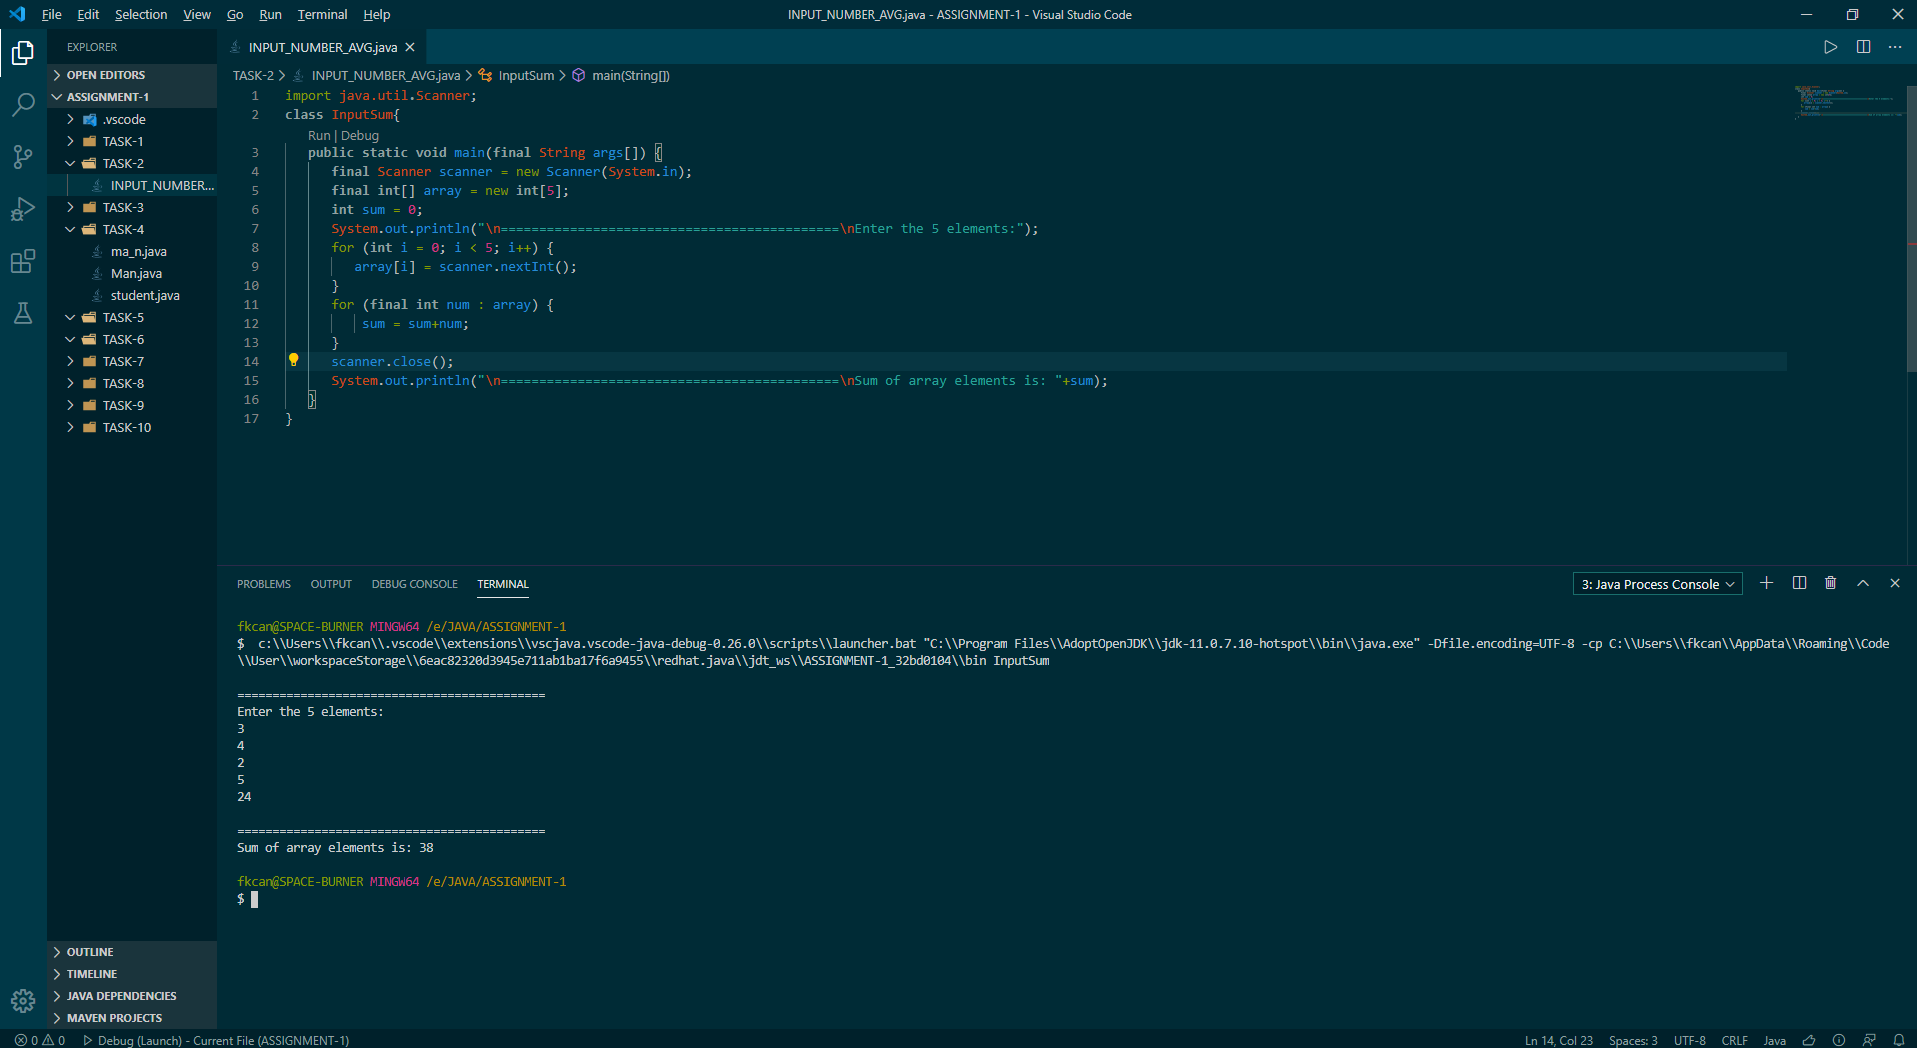 File Edit Selection View Go Run Terminal Help
INPUT_NUMBER_AVG.java - ASSIGNMENT-1 - Visual Studio Code
EXPLORER
OPEN EDITORS
ASSIGNMENT-1
.vscode
TASK-1
TASK-2
INPUT_NUMBER...
TASK-3
TASK-4
ma_n.java
Man.java
student.java
TASK-5
TASK-6
TASK-7
TASK-8
TASK-9
TASK-10
OUTLINE
TIMELINE
JAVA DEPENDENCIES
MAVEN PROJECTS
INPUT_NUMBER_AVG.java
TASK-2 > INPUT_NUMBER_AVG.java > InputSum > main(String[])
1 import java.util.Scanner;
2 class InputSum{
Run | Debug
3 public static void main(final String args[]) {
4 final Scanner scanner = new Scanner(System.in);
5 final int[] array = new int[5];
6 int sum = 0;
7 System.out.println("\n============================================\nEnter the 5 elements:");
8 for (int i = 0; i < 5; i++) {
9 array[i] = scanner.nextInt();
10 }
11 for (final int num : array) {
12 sum = sum+num;
13 }
14 scanner.close();
15 System.out.println("\n============================================\nSum of array elements is: "+sum);
16 }
17 }
PROBLEMS OUTPUT DEBUG CONSOLE TERMINAL
3: Java Process Console
fkcan@SPACE-BURNER MINGW64 /e/JAVA/ASSIGNMENT-1
$ c:\\Users\\fkcan\\.vscode\\extensions\\vscjava.vscode-java-debug-0.26.0\\scripts\\launcher.bat "C:\\Program Files\\AdoptOpenJDK\\jdk-11.0.7.10-hotspot\\bin\\java.exe" -Dfile.encoding=UTF-8 -cp C:\\Users\\fkcan\\AppData\\Roaming\\Code
\\User\\workspaceStorage\\6eac82320d3945e711ab1ba17f6a9455\\redhat.java\\jdt_ws\\ASSIGNMENT-1_32bd0104\\bin InputSum
============================================
Enter the 5 elements:
3
4
2
5
24
============================================
Sum of array elements is: 38
fkcan@SPACE-BURNER MINGW64 /e/JAVA/ASSIGNMENT-1
$
0 0 Debug (Launch) - Current File (ASSIGNMENT-1)
Ln 14, Col 23 Spaces: 3 UTF-8 CRLF Java